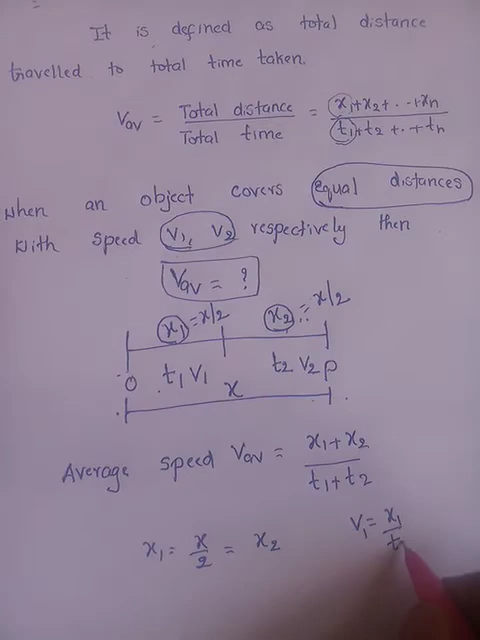 It is defined as total distance
travelled to total time taken.
Vav = Total distance / Total time = x1+x2+..+xn / t1+t2+..+tn
When an object covers equal distances
with speed V1, V2 respectively then
Vav = ?
x1 = x/2 x2 = x/2
O t1 V1 t2 V2 P
x
Average speed Vav = x1+x2 / t1+t2
x1 = x/2 = x2 V1 = x1/t